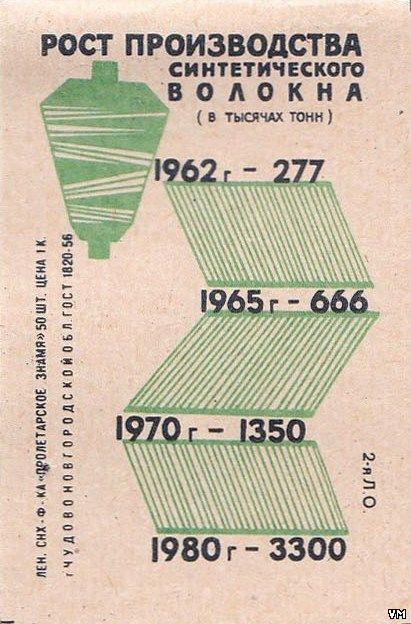 РОСТ ПРОИЗВОДСТВА
СИНТЕТИЧЕСКОГО
ВОЛОКНА
(В ТЫСЯЧАХ ТОНН)
1962 г - 277
1965 г - 666
1970 г - 1350
1980 г - 3300
ЛЕН. СНХ-Ф-КА «ПРОЛЕТАРСКОЕ ЗНАМЯ» 50 ШТ. ЦЕНА 1 К.
г ЧУДОВО НОВГОРОДСКОЙ ОБЛ. ГОСТ 1820-56
2-я Л.О.
VM